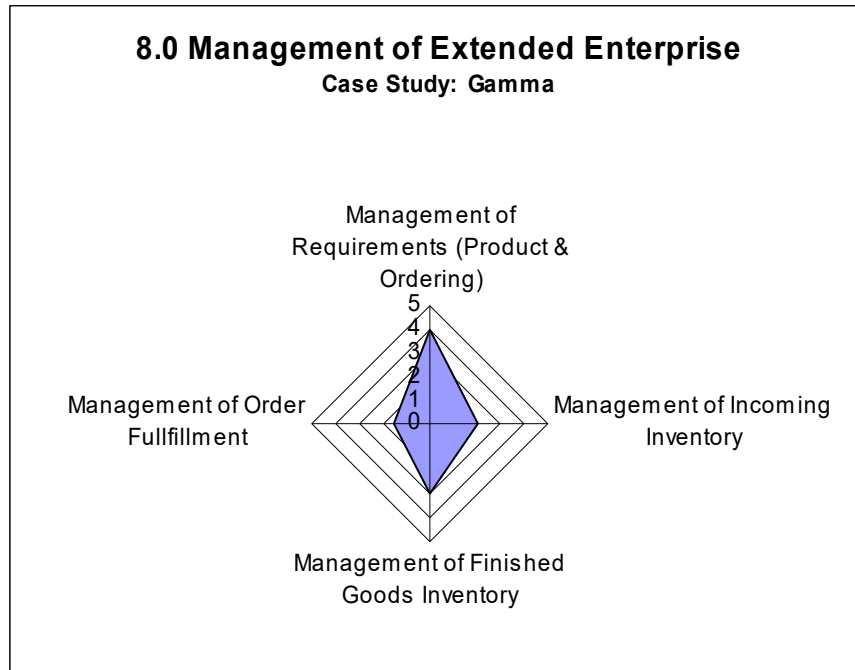 8.0 Management of Extended Enterprise
Case Study: Gamma
Management of
Requirements (Product &
Ordering)
5
4
3
2
1
0
Management of Order
Fullfillment
Management of Incoming
Inventory
Management of Finished
Goods Inventory